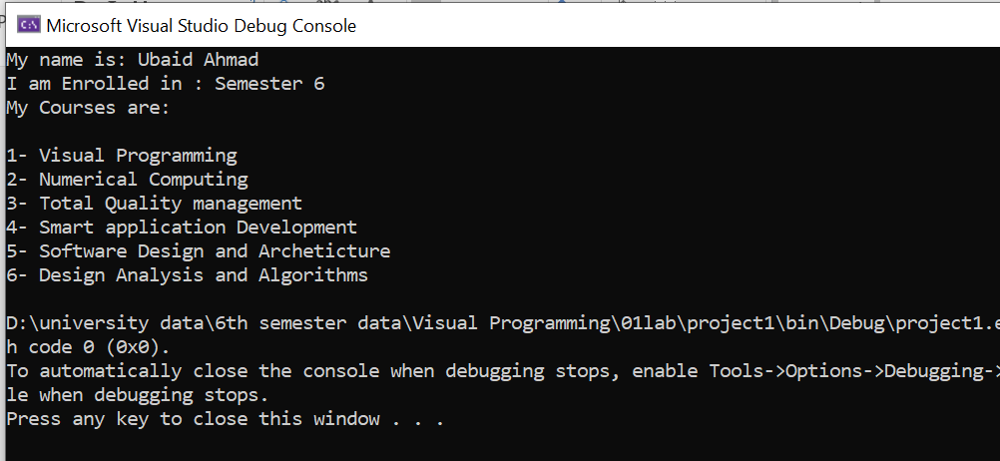 Microsoft Visual Studio Debug Console
My name is: Ubaid Ahmad
I am Enrolled in : Semester 6
My Courses are:
1- Visual Programming
2- Numerical Computing
3- Total Quality management
4- Smart application Development
5- Software Design and Archeticture
6- Design Analysis and Algorithms
D:\university data\6th semester data\Visual Programming\01lab\project1\bin\Debug\project1.e
h code 0 (0x0).
To automatically close the console when debugging stops, enable Tools->Options->Debugging->
le when debugging stops.
Press any key to close this window . . .